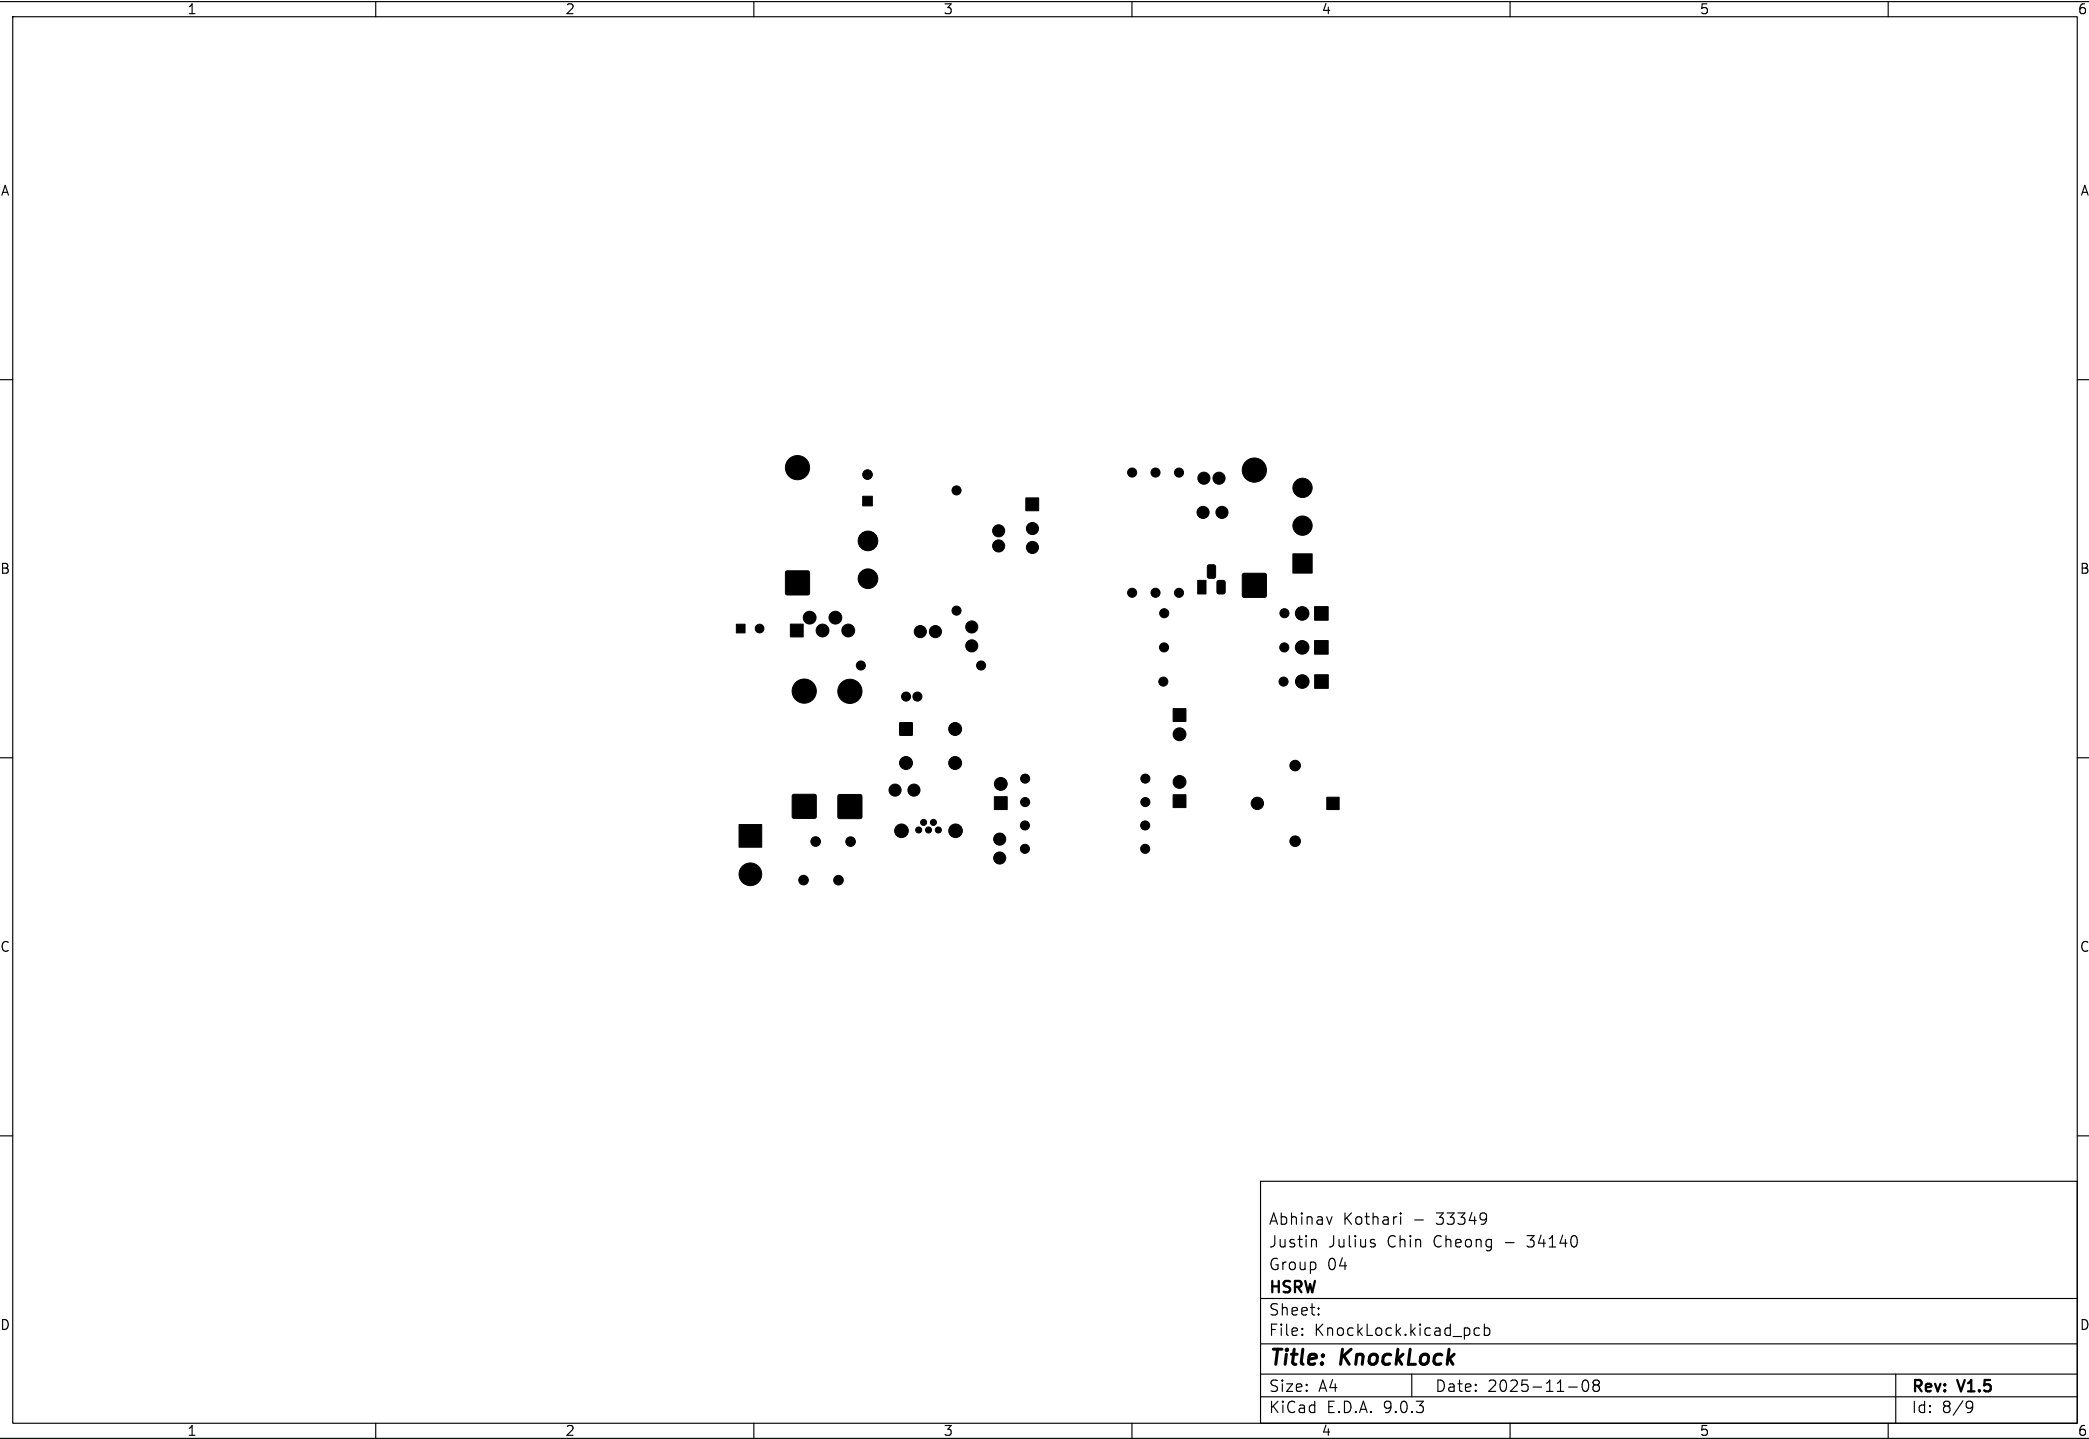 1 2 3 4 5 6
A A
B B
C C
Abhinav Kothari – 33349
Justin Julius Chin Cheong – 34140
Group 04
HSRW
Sheet:
File: KnockLock.kicad_pcb
D D
Title: KnockLock
Size: A4 Date: 2025-11-08 Rev: V1.5
KiCad E.D.A. 9.0.3 Id: 8/9
1 2 3 4 5 6